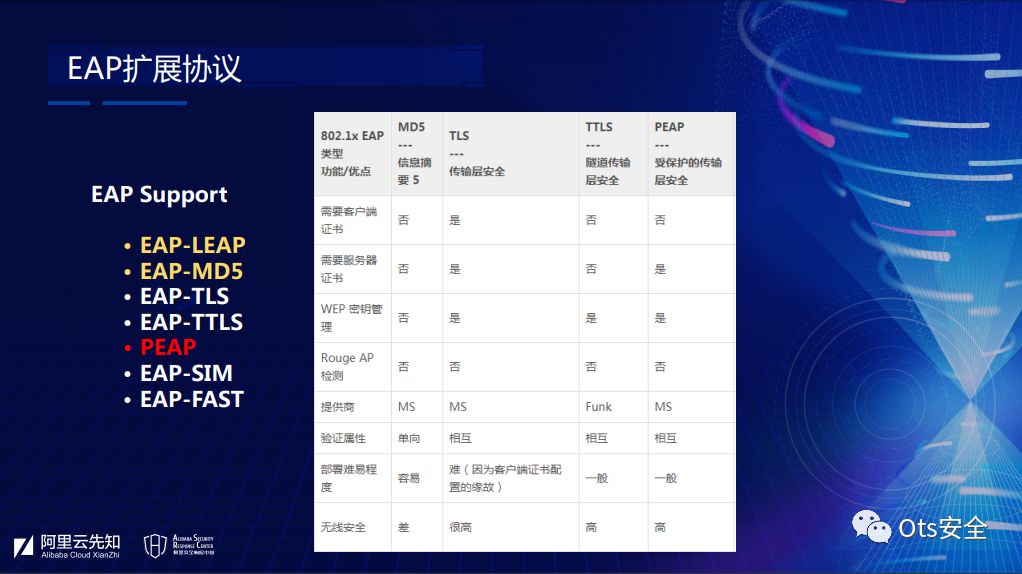 EAP扩展协议
EAP Support
• EAP-LEAP
• EAP-MD5
• EAP-TLS
• EAP-TTLS
• PEAP
• EAP-SIM
• EAP-FAST
802.1x EAP
类型
功能/优点
MD5
---
信息摘
要 5
TLS
---
传输层安全
TTLS
---
隧道传输
层安全
PEAP
---
受保护的传输
层安全
需要客户端
证书
否
是
否
否
需要服务器
证书
否
是
否
是
WEP 密钥管
理
否
是
是
是
Rouge AP
检测
否
否
否
否
提供商
MS
MS
Funk
MS
验证属性
单向
相互
相互
相互
部署难易程
度
容易
难（因为客户端证书配
置的缘故）
一般
一般
无线安全
差
很高
高
高
阿里云先知
Alibaba Cloud XianZhi
Alibaba Security
Response Center
阿里安全响应中心
Ots安全